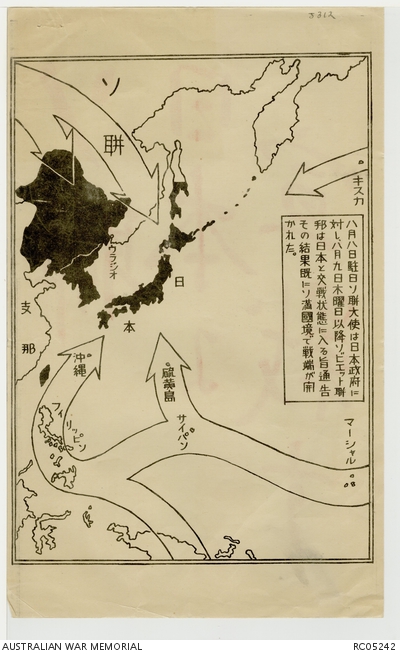 5312
ソ聯
キスカ
ウラジオ
日本
支那
沖縄
硫黄島
サイパン
フィリッピン
マーシャル
八月八日駐日ソ聯大使は日本政府に
対し八月九日木曜日以降ソビエット聯
邦は日本と交戦状態に入る旨通告
その結果既にソ満國境で戦端が開
かれた。
AUSTRALIAN WAR MEMORIAL
RC05242